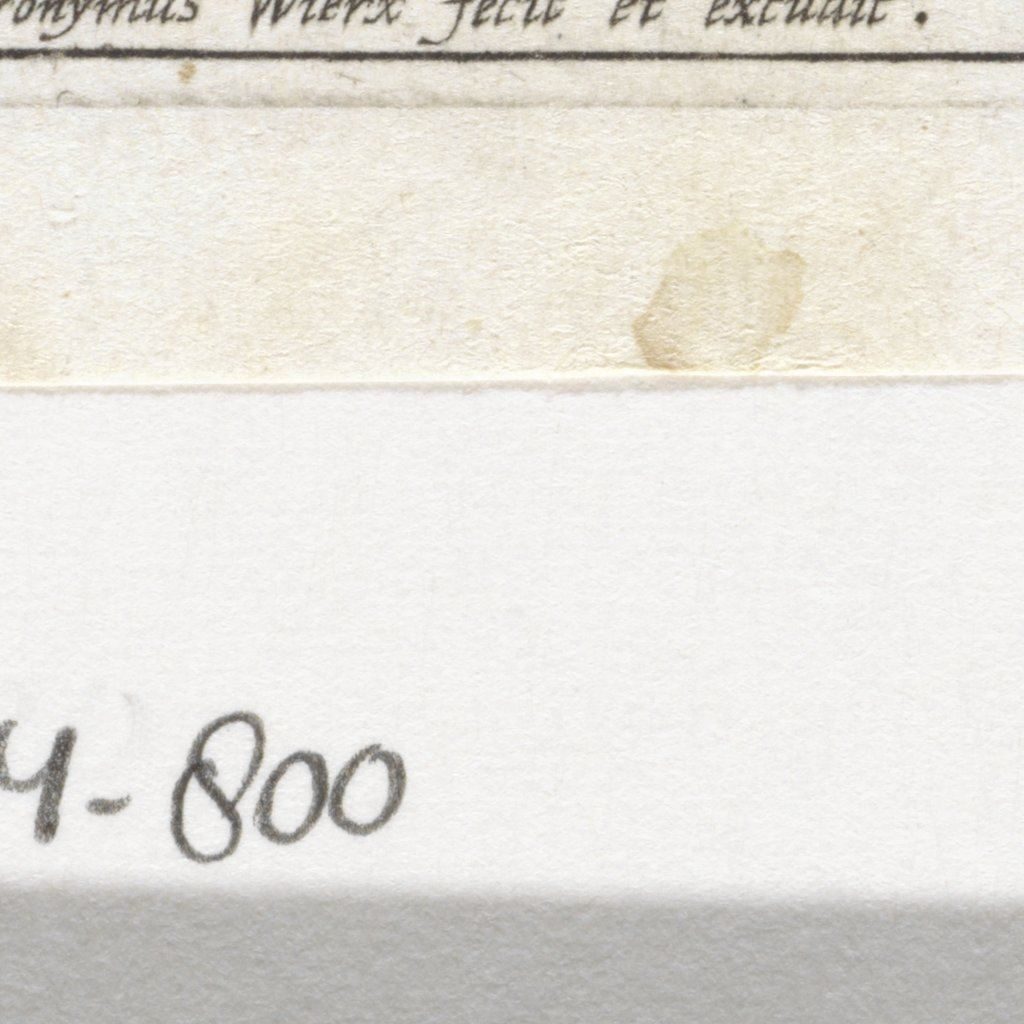 ronymus Wierx fecit et excudit.
4-800